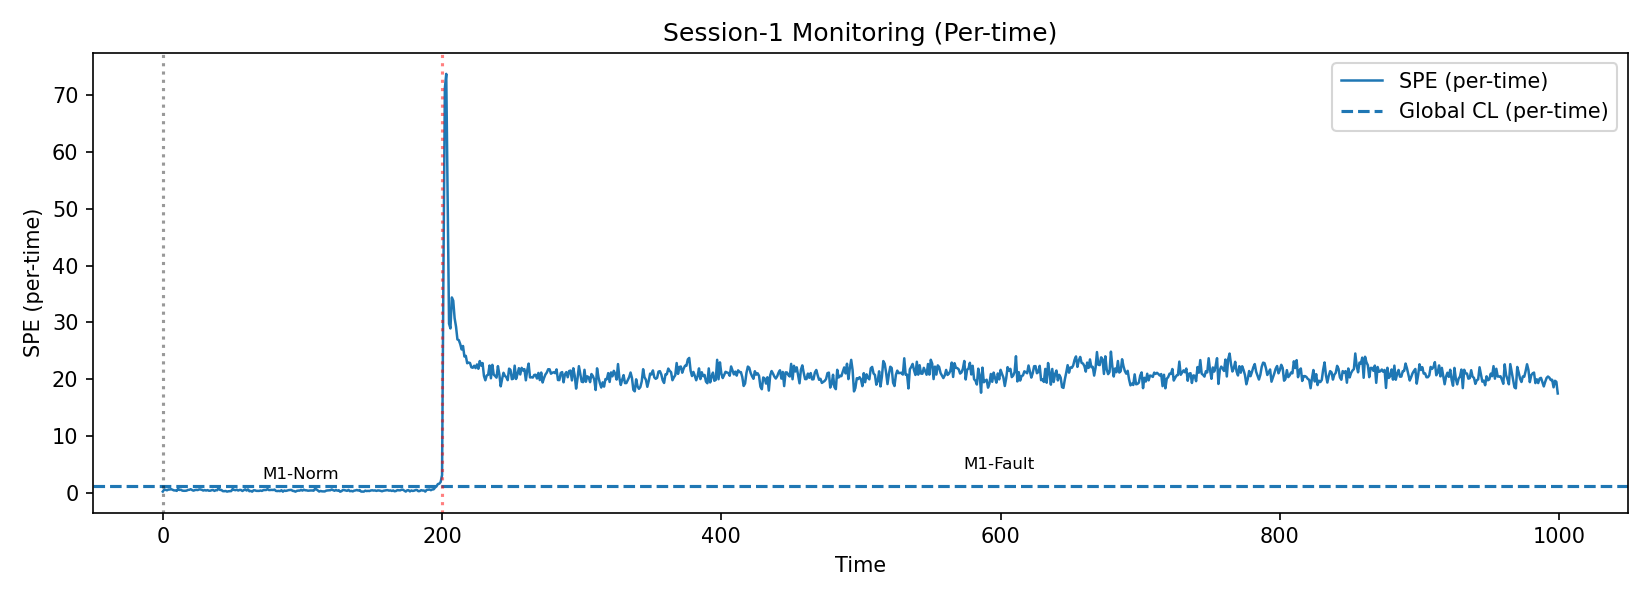 Session-1 Monitoring (Per-time)
SPE (per-time)
Global CL (per-time)
SPE (per-time)
70
60
50
40
30
20
10
0
M1-Norm
M1-Fault
0
200
400
600
800
1000
Time